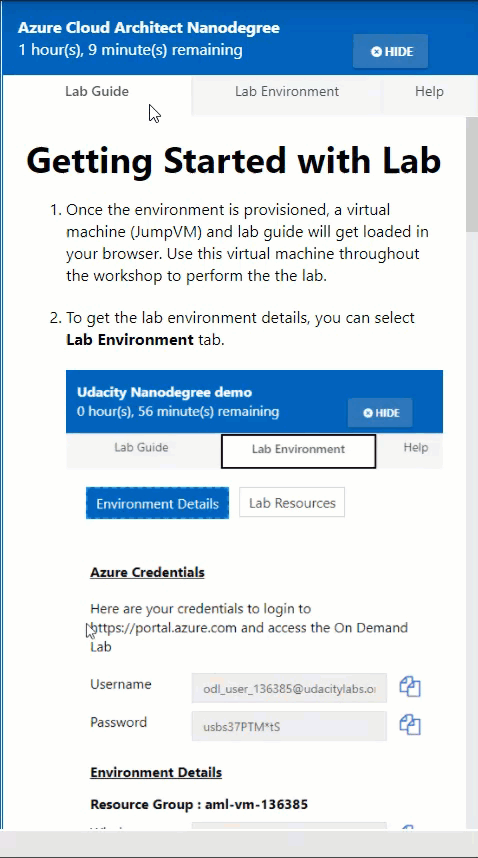 Azure Cloud Architect Nanodegree
1 hour(s), 9 minute(s) remaining
HIDE
Lab Guide Lab Environment Help
Getting Started with Lab
1. Once the environment is provisioned, a virtual
machine (JumpVM) and lab guide will get loaded in
your browser. Use this virtual machine throughout
the workshop to perform the the lab.
2. To get the lab environment details, you can select
Lab Environment tab.
Udacity Nanodegree demo
0 hour(s), 56 minute(s) remaining
HIDE
Lab Guide Lab Environment Help
Environment Details Lab Resources
Azure Credentials
Here are your credentials to login to
https://portal.azure.com and access the On Demand
Lab
Username odl_user_136385@udacitylabs.o
Password usbs37PTM*tS
Environment Details
Resource Group : aml-vm-136385